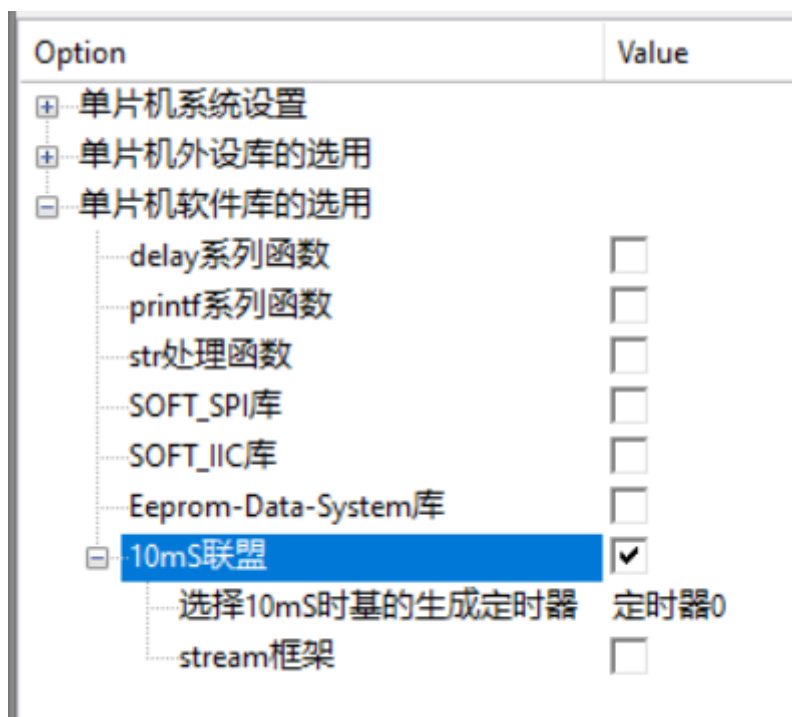 Option Value
单片机系统设置
单片机外设库的选用
单片机软件库的选用
delay系列函数
printf系列函数
str处理函数
SOFT_SPI库
SOFT_IIC库
Eeprom-Data-System库
10mS联盟
选择10mS时基的生成定时器 定时器0
stream框架